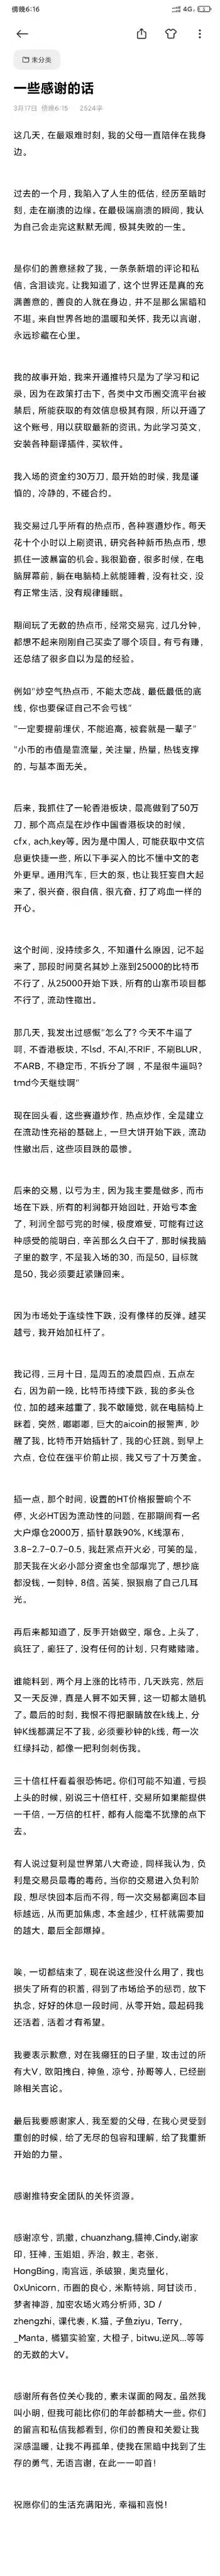 傍晚6:16
4G
未分类
一些感谢的话
3月17日 傍晚6:15 2524字
这几天，在最艰难时刻，我的父母一直陪伴在我身
边。
过去的一个月，我陷入了人生的低估，经历至暗时
刻，走在崩溃的边缘。在最极端崩溃的瞬间，我认
为自己会走完这默默无闻，极其失败的一生。
是你们的善意拯救了我，一条条新增的评论和私
信，含泪读完。让我知道了，这个世界还是真的充
满善意的，善良的人就在身边，并不是那么黑暗和
不堪。来自世界各地的温暖和关怀，我无以言谢，
永远珍藏在心里。
我的故事开始，我来开通推特只是为了学习和记
录，因为在政策打击下，各类中文币圈交流平台被
禁后，所能获取的有效信息极其有限，所以开通了
这个账号，用以获取最新的资讯。为此学习英文，
安装各种翻译插件，买软件。
我入场的资金约30万刀，最开始的时候，我是谨
慎的，冷静的，不碰合约。
我交易过几乎所有的热点币，各种赛道炒作。每天
花十个小时以上刷资讯，研究各种新币热点币，想
抓住一波暴富的机会。我很勤奋，很多时候，在电
脑屏幕前，躺在电脑椅上就能睡着，没有社交，没
有正常生活，没有规律睡眠。
期间玩了无数的热点币，经常交易完，过几分钟，
都想不起来刚刚自己买卖了哪个项目。有亏有赚，
还总结了很多自以为是的经验。
例如“炒空气热点币，不能太恋战，最低最低的底
线，你也要保证自己不会亏钱”
“一定要提前埋伏，不能追高，被套就是一辈子”
“小币的市值是靠流量，关注量，热量，热钱支撑
的，与基本面无关。
后来，我抓住了一轮香港板块，最高做到了50万
刀，那个高点是在炒作中国香港板块的时候，
cfx，ach,key等。因为是中国人，可能获取中文信
息更快捷一些，所以下手买入的比不懂中文的老
外更早。通用汽车，巨大的泵，也让我狂妄自大起
来了，很兴奋，很自信，很亢奋，打了鸡血一样的
开心。
这个时间，没持续多久，不知道什么原因，记不起
来了，那段时间莫名其妙上涨到25000的比特币
不行了，从25000开始下跌，所有的山寨币项目都
不行了，流动性撤出。
那几天，我发出过感慨“怎么了？今天不牛逼了
啊，不香港板块，不lsd，不AI,不RIF，不刷BLUR，
不ARB，不稳定币，不拆分了啊，不是很牛逼吗？
tmd今天继续啊”
现在回头看，这些赛道炒作，热点炒作，全是建立
在流动性充裕的基础上，一旦大饼开始下跌，流动
性撤出后，这些项目跌的最惨。
后来的交易，以亏为主，因为我主要是做多，而市
场在下跌，所有的利润都开始回吐，开始亏本金
了，利润全部亏完的时候，极度难受，可能有过这
种感受的能明白，辛苦那么久白干了，那时候我脑
子里的数字，不是我入场的30，而是50，目标就
是50，我必须要赶紧赚回来。
因为市场处于连续性下跌，没有像样的反弹。越买
越亏，我开始加杠杆了。
我记得，三月十日，是周五的凌晨四点，五点左
右，因为前一晚，比特币持续下跌，我的多头仓
位，加的越来越重了，我不敢睡觉，就在电脑椅上
眯着，突然，嘟嘟嘟，巨大的aicoin的报警声，吵
醒了我，比特币开始插针了，我的心狂跳。到早上
六点，仓位在强平价前止损，我又亏了十万美金。
插一点，那个时间，设置的HT价格报警响个不
停，火必HT因为流动性的问题，在那期间有一名
大户爆仓2000万，插针暴跌90%，K线瀑布，
3.8-2.7-0.7-0.5，我赶紧点开火必，可笑的是，
那天我在火必小部分资金也全部爆完了，想抄底
都没钱，一刻钟，8倍。苦笑，狠狠扇了自己几耳
光。
再后来都知道了，反手开始做空，爆仓。上头了，
疯狂了，癫狂了，没有任何的计划，只有赌赌赌。
谁能料到，两个月上涨的比特币，几天跌完，然后
又一天反弹，真是人算不如天算，这一切都太随机
了。最后的时刻，我恨不得把眼睛放在k线上，分
钟K线都满足不了我，必须要秒钟的k线，每一次
红绿抖动，都像一把利剑刺伤我。
三十倍杠杆看着很恐怖吧。你们可能不知道，亏损
上头的时候，别说三十倍杠杆，交易所如果能提供
一千倍，一万倍的杠杆，都有人能毫不犹豫的点下
去。
有人说过复利是世界第八大奇迹，同样我认为，负
利是交易员最毒的毒药。当你的交易进入负利阶
段，想尽快回本后而不得，每一次交易都离回本目
标越远，从而更加焦虑，本金越少，杠杆就需要加
的越大，最后全部爆掉。
唉，一切都结束了，现在说这些没什么用了，我也
损失了所有的积蓄，得到了市场给予的惩罚，放下
执念，好好的休息一段时间，从零开始。最起码我
还活着，活着才有希望。
我要表示歉意，对在我癫狂的日子里，攻击过的所
有大V，欧阳拽白，神鱼，凉兮，孙哥等人，已经删
除相关言论。
最后我要感谢家人，我至爱的父母，在我心灵受到
重创的时候，给了无尽的包容和理解，给了我重新
开始的力量。
感谢推特安全团队的关怀资源。
感谢凉兮，凯撒，chuanzhang,猫神,Cindy,谢家
印，狂神，玉姐姐，乔治，教主，老张，
HongBing，南宫远，杀破狼，奥克量化，
0xUnicorn，币圈的良心，米斯特嫣，阿甘谈币，
梦者神游，加密农场火鸡分析师，3D /
zhengzhi，课代表，K.猫，子鱼ziyu，Terry，
_Manta，橘猫实验室，大橙子，bitwu,逆风...等等
的无数的大V。
感谢所有各位关心我的，素未谋面的网友。虽然我
叫小明，但我可能比你们的年龄都稍大一些。你们
的留言和私信我都看到，你们的善良和关爱让我
深感温暖，让我不再孤单，使我在黑暗中找到了生
存的勇气，无语言谢，在此一一叩首！
祝愿你们的生活充满阳光，幸福和喜悦！